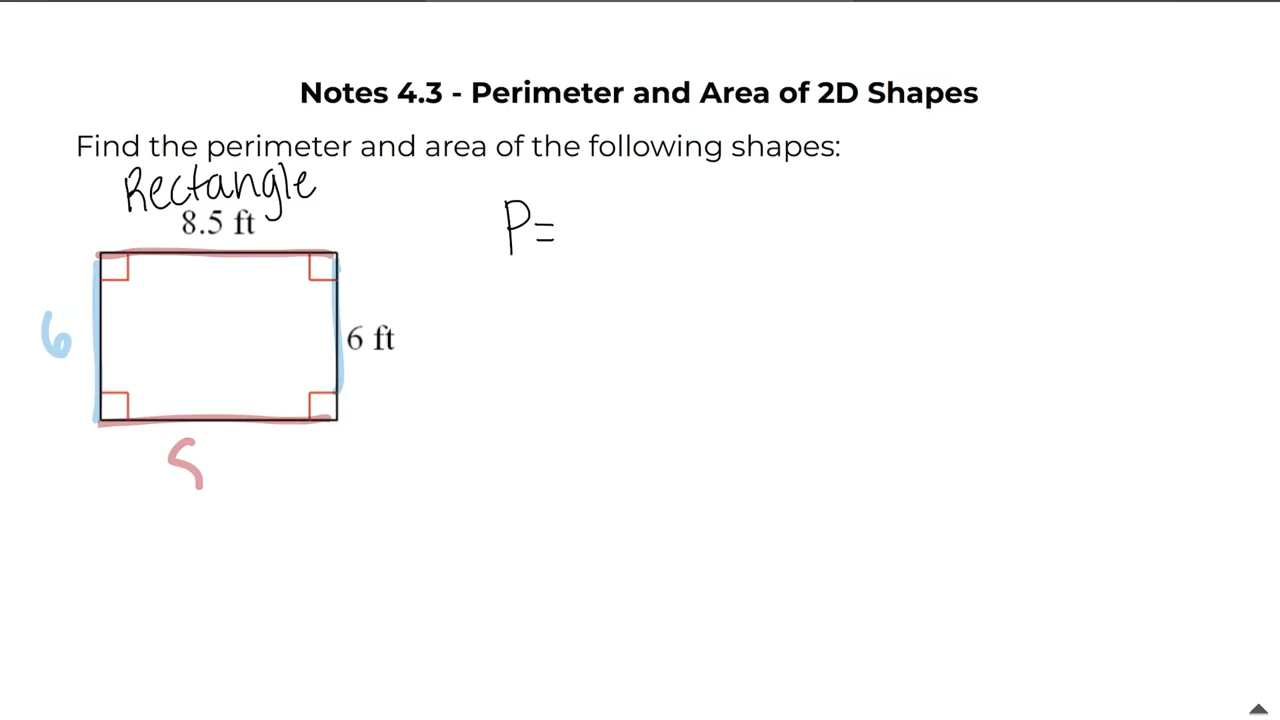 Notes 4.3 - Perimeter and Area of 2D Shapes
Find the perimeter and area of the following shapes:
Rectangle
8.5 ft
P=
6
6 ft